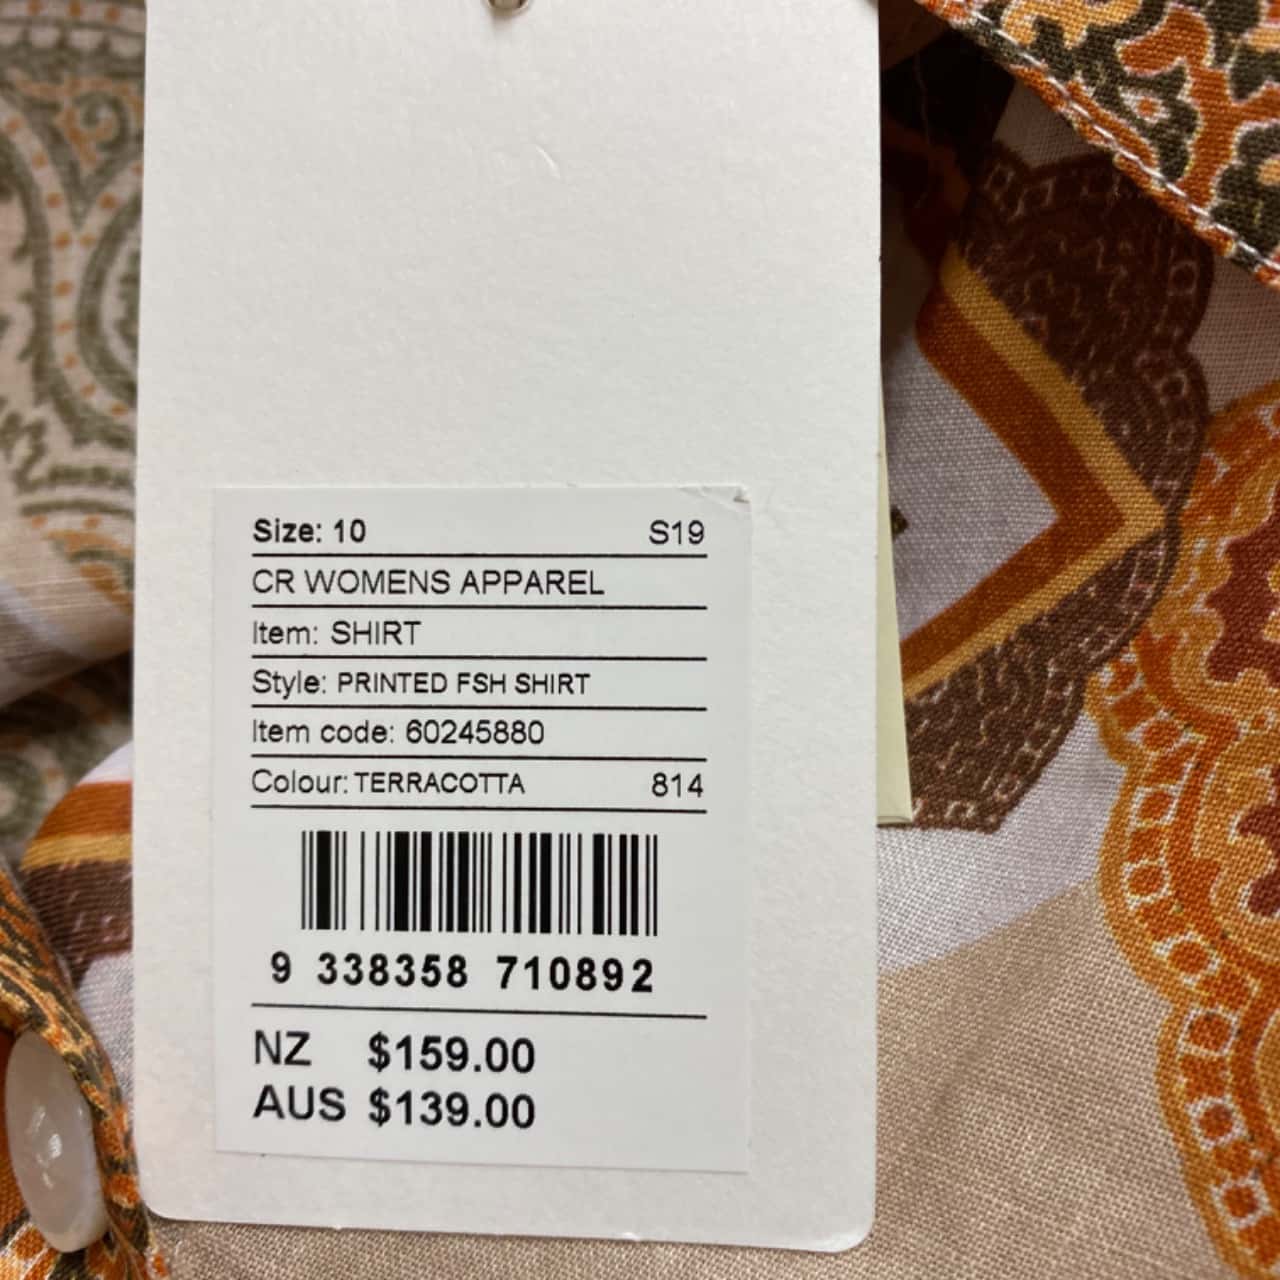 Size: 10 S19
CR WOMENS APPAREL
Item: SHIRT
Style: PRINTED FSH SHIRT
Item code: 60245880
Colour: TERRACOTTA 814
9 338358 710892
NZ $159.00
AUS $139.00